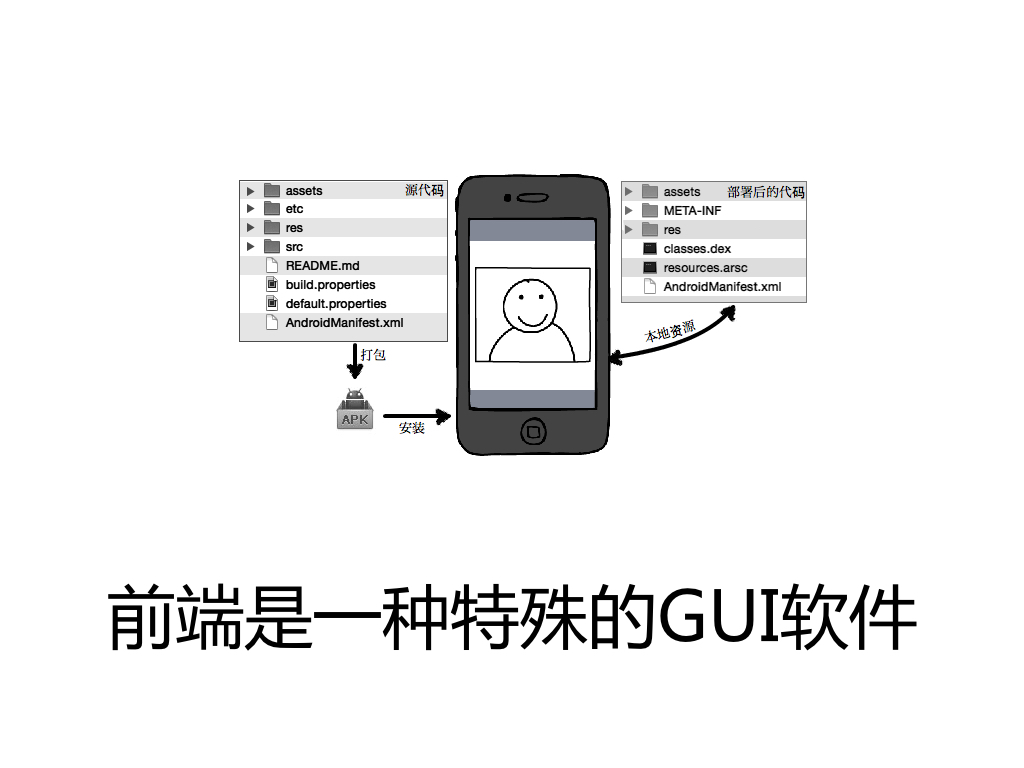 assets 源代码
etc
res
src
README.md
build.properties
default.properties
AndroidManifest.xml
打包
APK
安装
assets 部署后的代码
META-INF
res
classes.dex
resources.arsc
AndroidManifest.xml
本地资源
前端是一种特殊的GUI软件